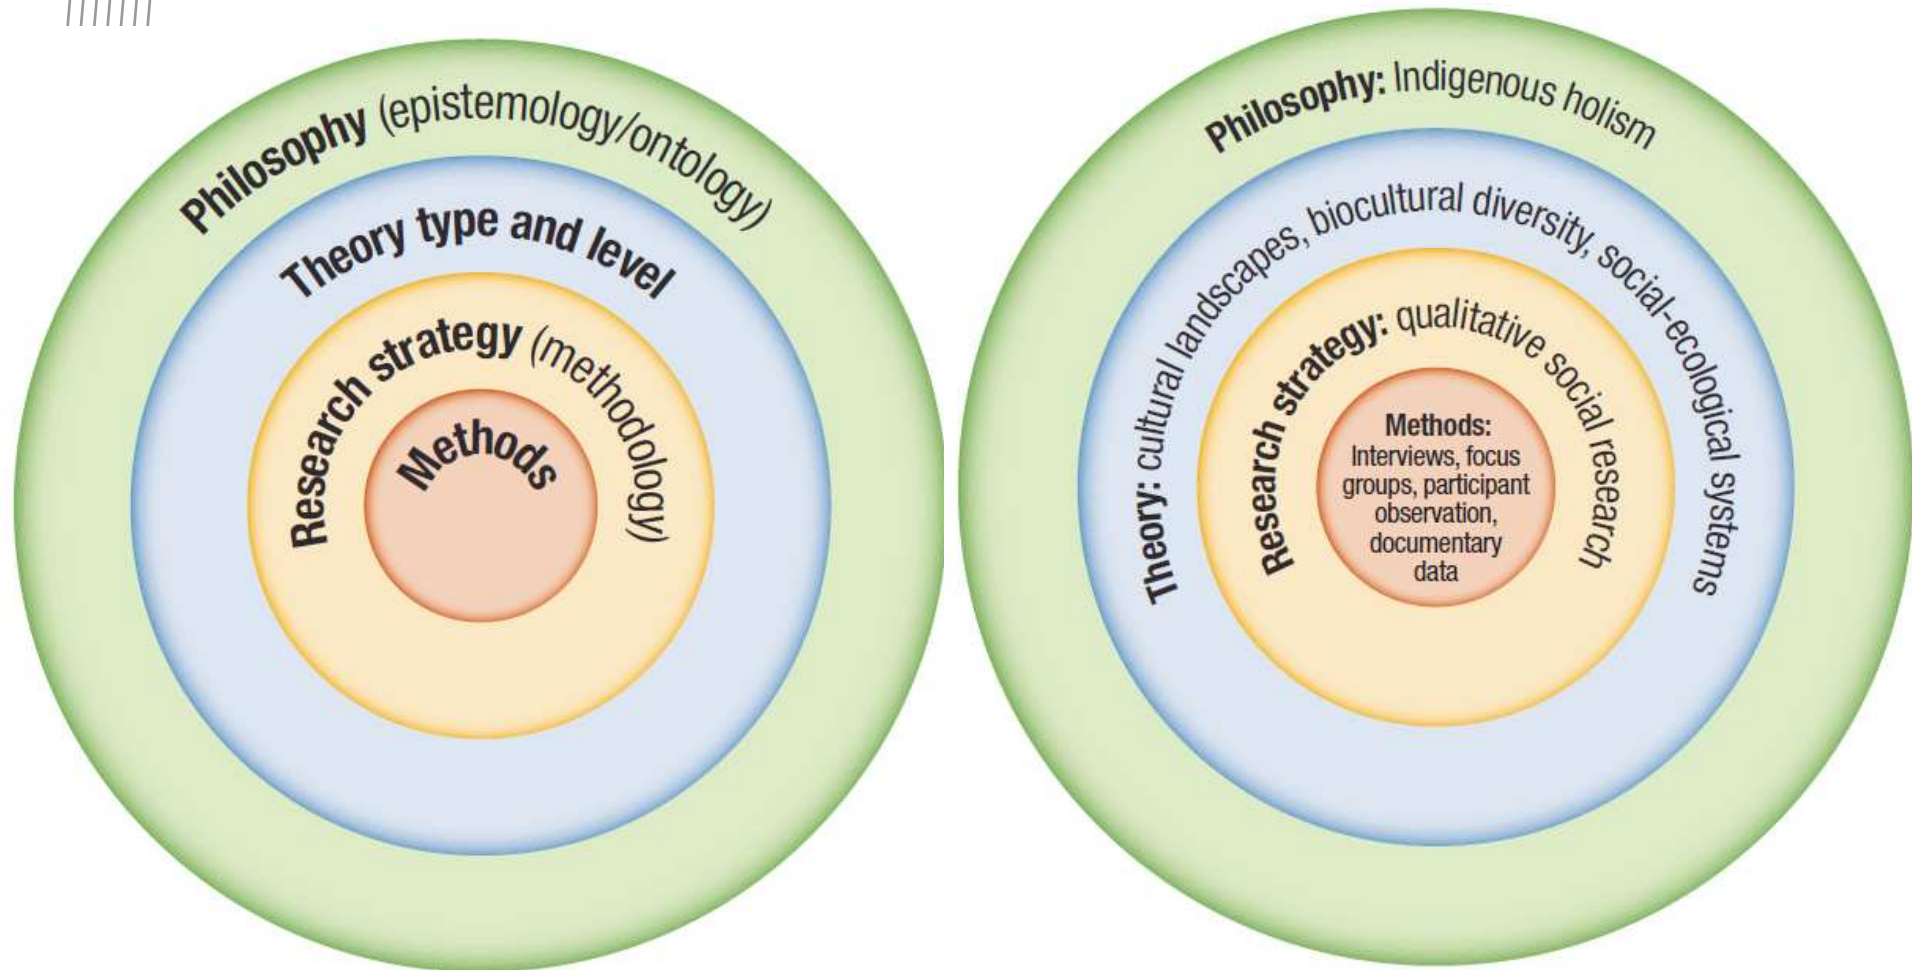 Philosophy (epistemology/ontology)
Theory type and level
Research strategy (methodology)
Methods
Philosophy: Indigenous holism
Theory: cultural landscapes, biocultural diversity, social-ecological systems
Research strategy: qualitative social research
Methods:
Interviews, focus
groups, participant
observation,
documentary
data